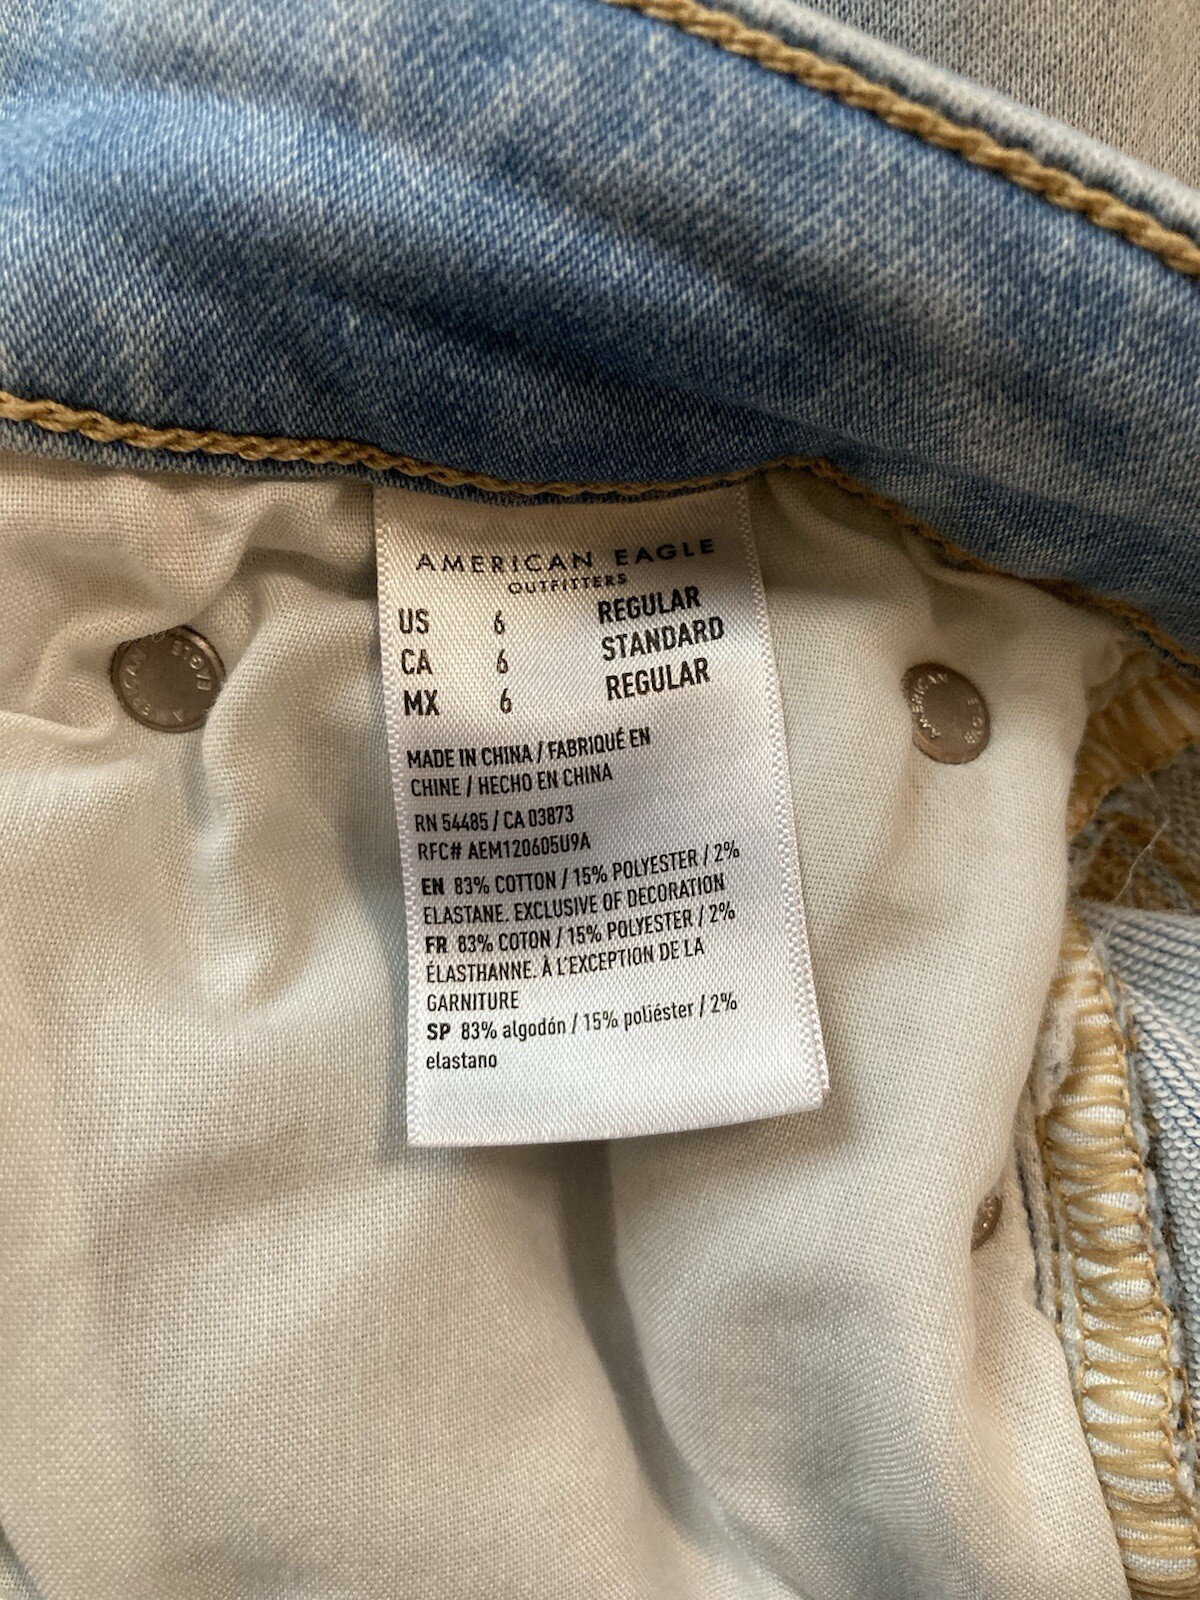 AMERICAN EAGLE
OUTFITTERS
US 6 REGULAR
CA 6 STANDARD
MX 6 REGULAR
MADE IN CHINA / FABRIQUÉ EN
CHINE / HECHO EN CHINA
RN 54485 / CA 03873
RFC# AEM120605U9A
EN 83% COTTON / 15% POLYESTER / 2%
ELASTANE. EXCLUSIVE OF DECORATION
FR 83% COTON / 15% POLYESTER / 2%
ÉLASTHANNE. À L'EXCEPTION DE LA
GARNITURE
SP 83% algodón / 15% poliéster / 2%
elastano
AMERICAN